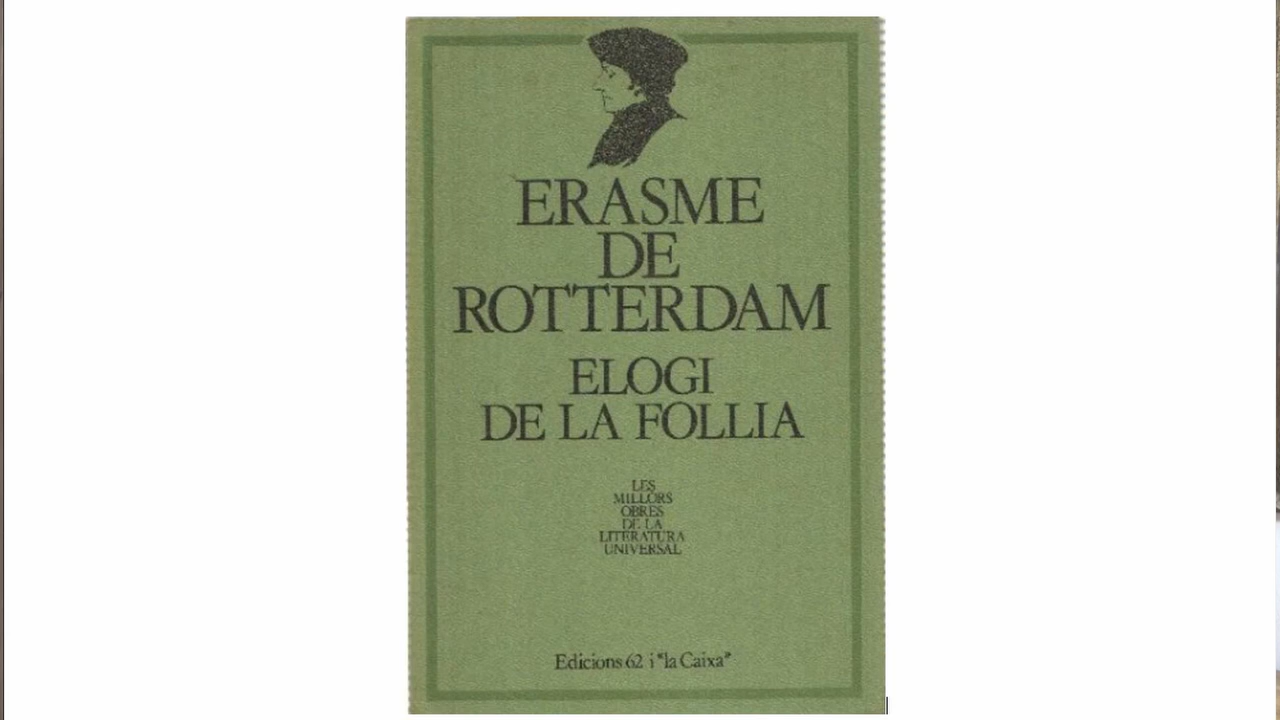 ERASME
DE
ROTTERDAM
ELOGI
DE LA FOLLIA
LES
MILLORS
OBRES
DE LA
LITERATURA
UNIVERSAL
Edicions 62 i "la Caixa"